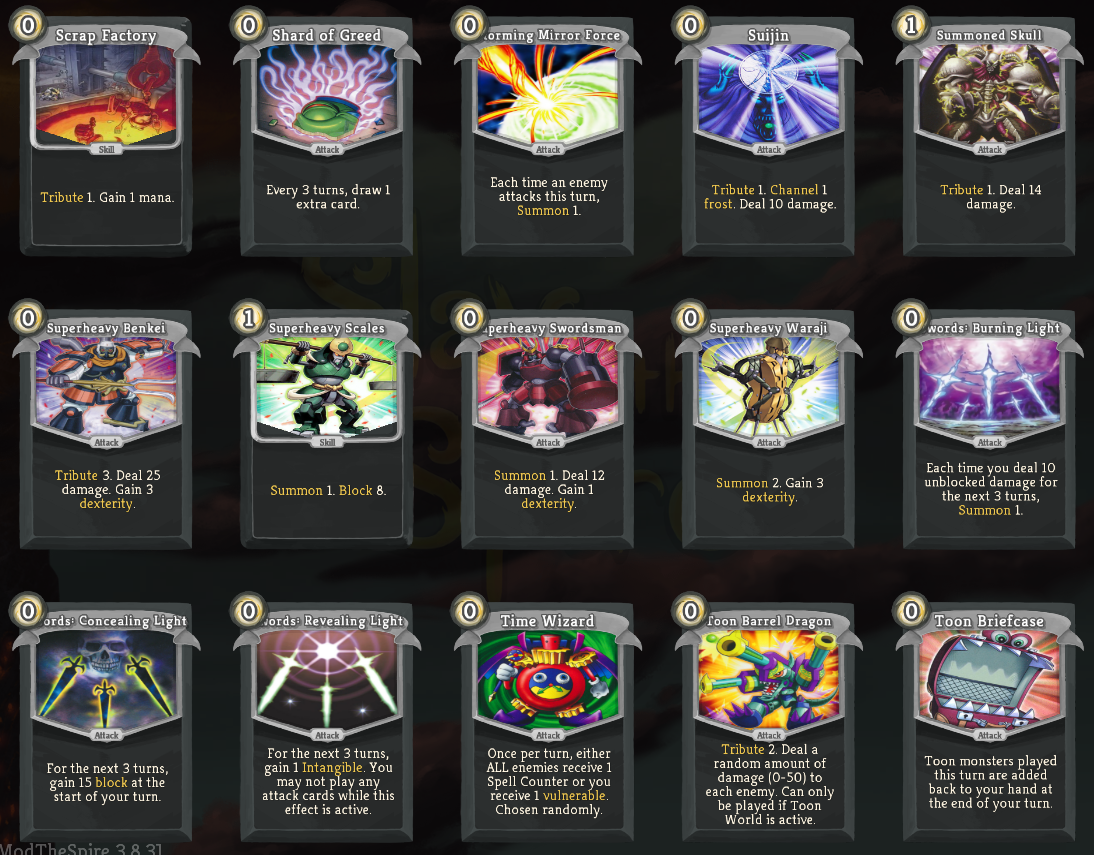 0
Scrap Factory
Skill
Tribute 1. Gain 1 mana.
0
Shard of Greed
Attack
Every 3 turns, draw 1
extra card.
0
orming Mirror Force
Attack
Each time an enemy
attacks this turn,
Summon 1.
0
Suijin
Attack
Tribute 1. Channel 1
frost. Deal 10 damage.
1
Summoned Skull
Attack
Tribute 1. Deal 14
damage.
0
Superheavy Benkei
Attack
Tribute 3. Deal 25
damage. Gain 3
dexterity.
1
Superheavy Scales
Skill
Summon 1. Block 8.
0
perheavy Swordsman
Attack
Summon 1. Deal 12
damage. Gain 1
dexterity.
0
Superheavy Waraji
Attack
Summon 2. Gain 3
dexterity.
0
words: Burning Light
Attack
Each time you deal 10
unblocked damage for
the next 3 turns,
Summon 1.
0
ords: Concealing Light
Attack
For the next 3 turns,
gain 15 block at the
start of your turn.
0
words: Revealing Light
Attack
For the next 3 turns,
gain 1 Intangible. You
may not play any
attack cards while this
effect is active.
0
Time Wizard
Attack
Once per turn, either
ALL enemies receive 1
Spell Counter or you
receive 1 vulnerable.
Chosen randomly.
0
Toon Barrel Dragon
Attack
Tribute 2. Deal a
random amount of
damage (0-50) to
each enemy. Can only
be played if Toon
World is active.
0
Toon Briefcase
Attack
Toon monsters played
this turn are added
back to your hand at
the end of your turn.
ModTheSpire 3.8.31